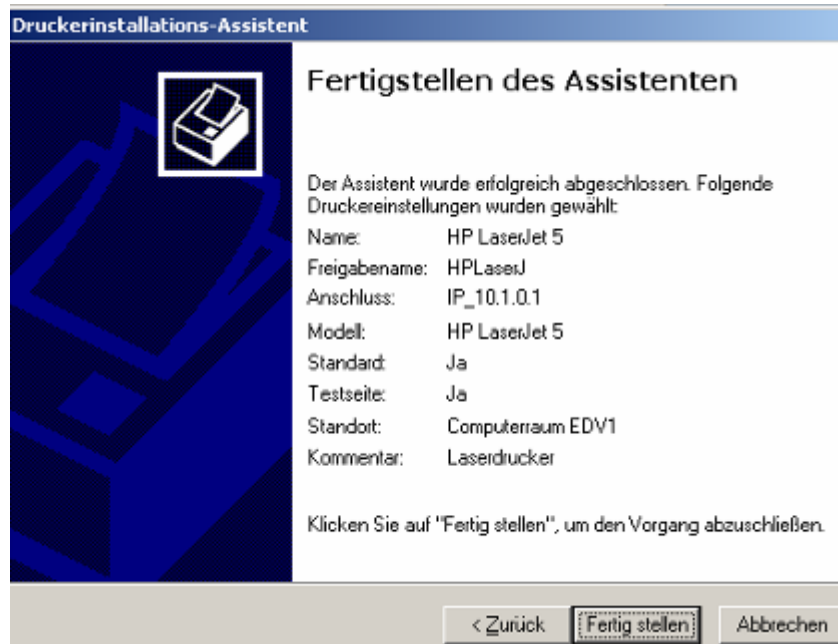 Druckerinstallations-Assistent
Fertigstellen des Assistenten
Der Assistent wurde erfolgreich abgeschlossen. Folgende
Druckereinstellungen wurden gewählt:
Name: HP LaserJet 5
Freigabename: HPLaserJ
Anschluss: IP_10.1.0.1
Modell: HP LaserJet 5
Standard: Ja
Testseite: Ja
Standort: Computerraum EDV1
Kommentar: Laserdrucker
Klicken Sie auf "Fertig stellen", um den Vorgang abzuschließen.
< Zurück Fertig stellen Abbrechen